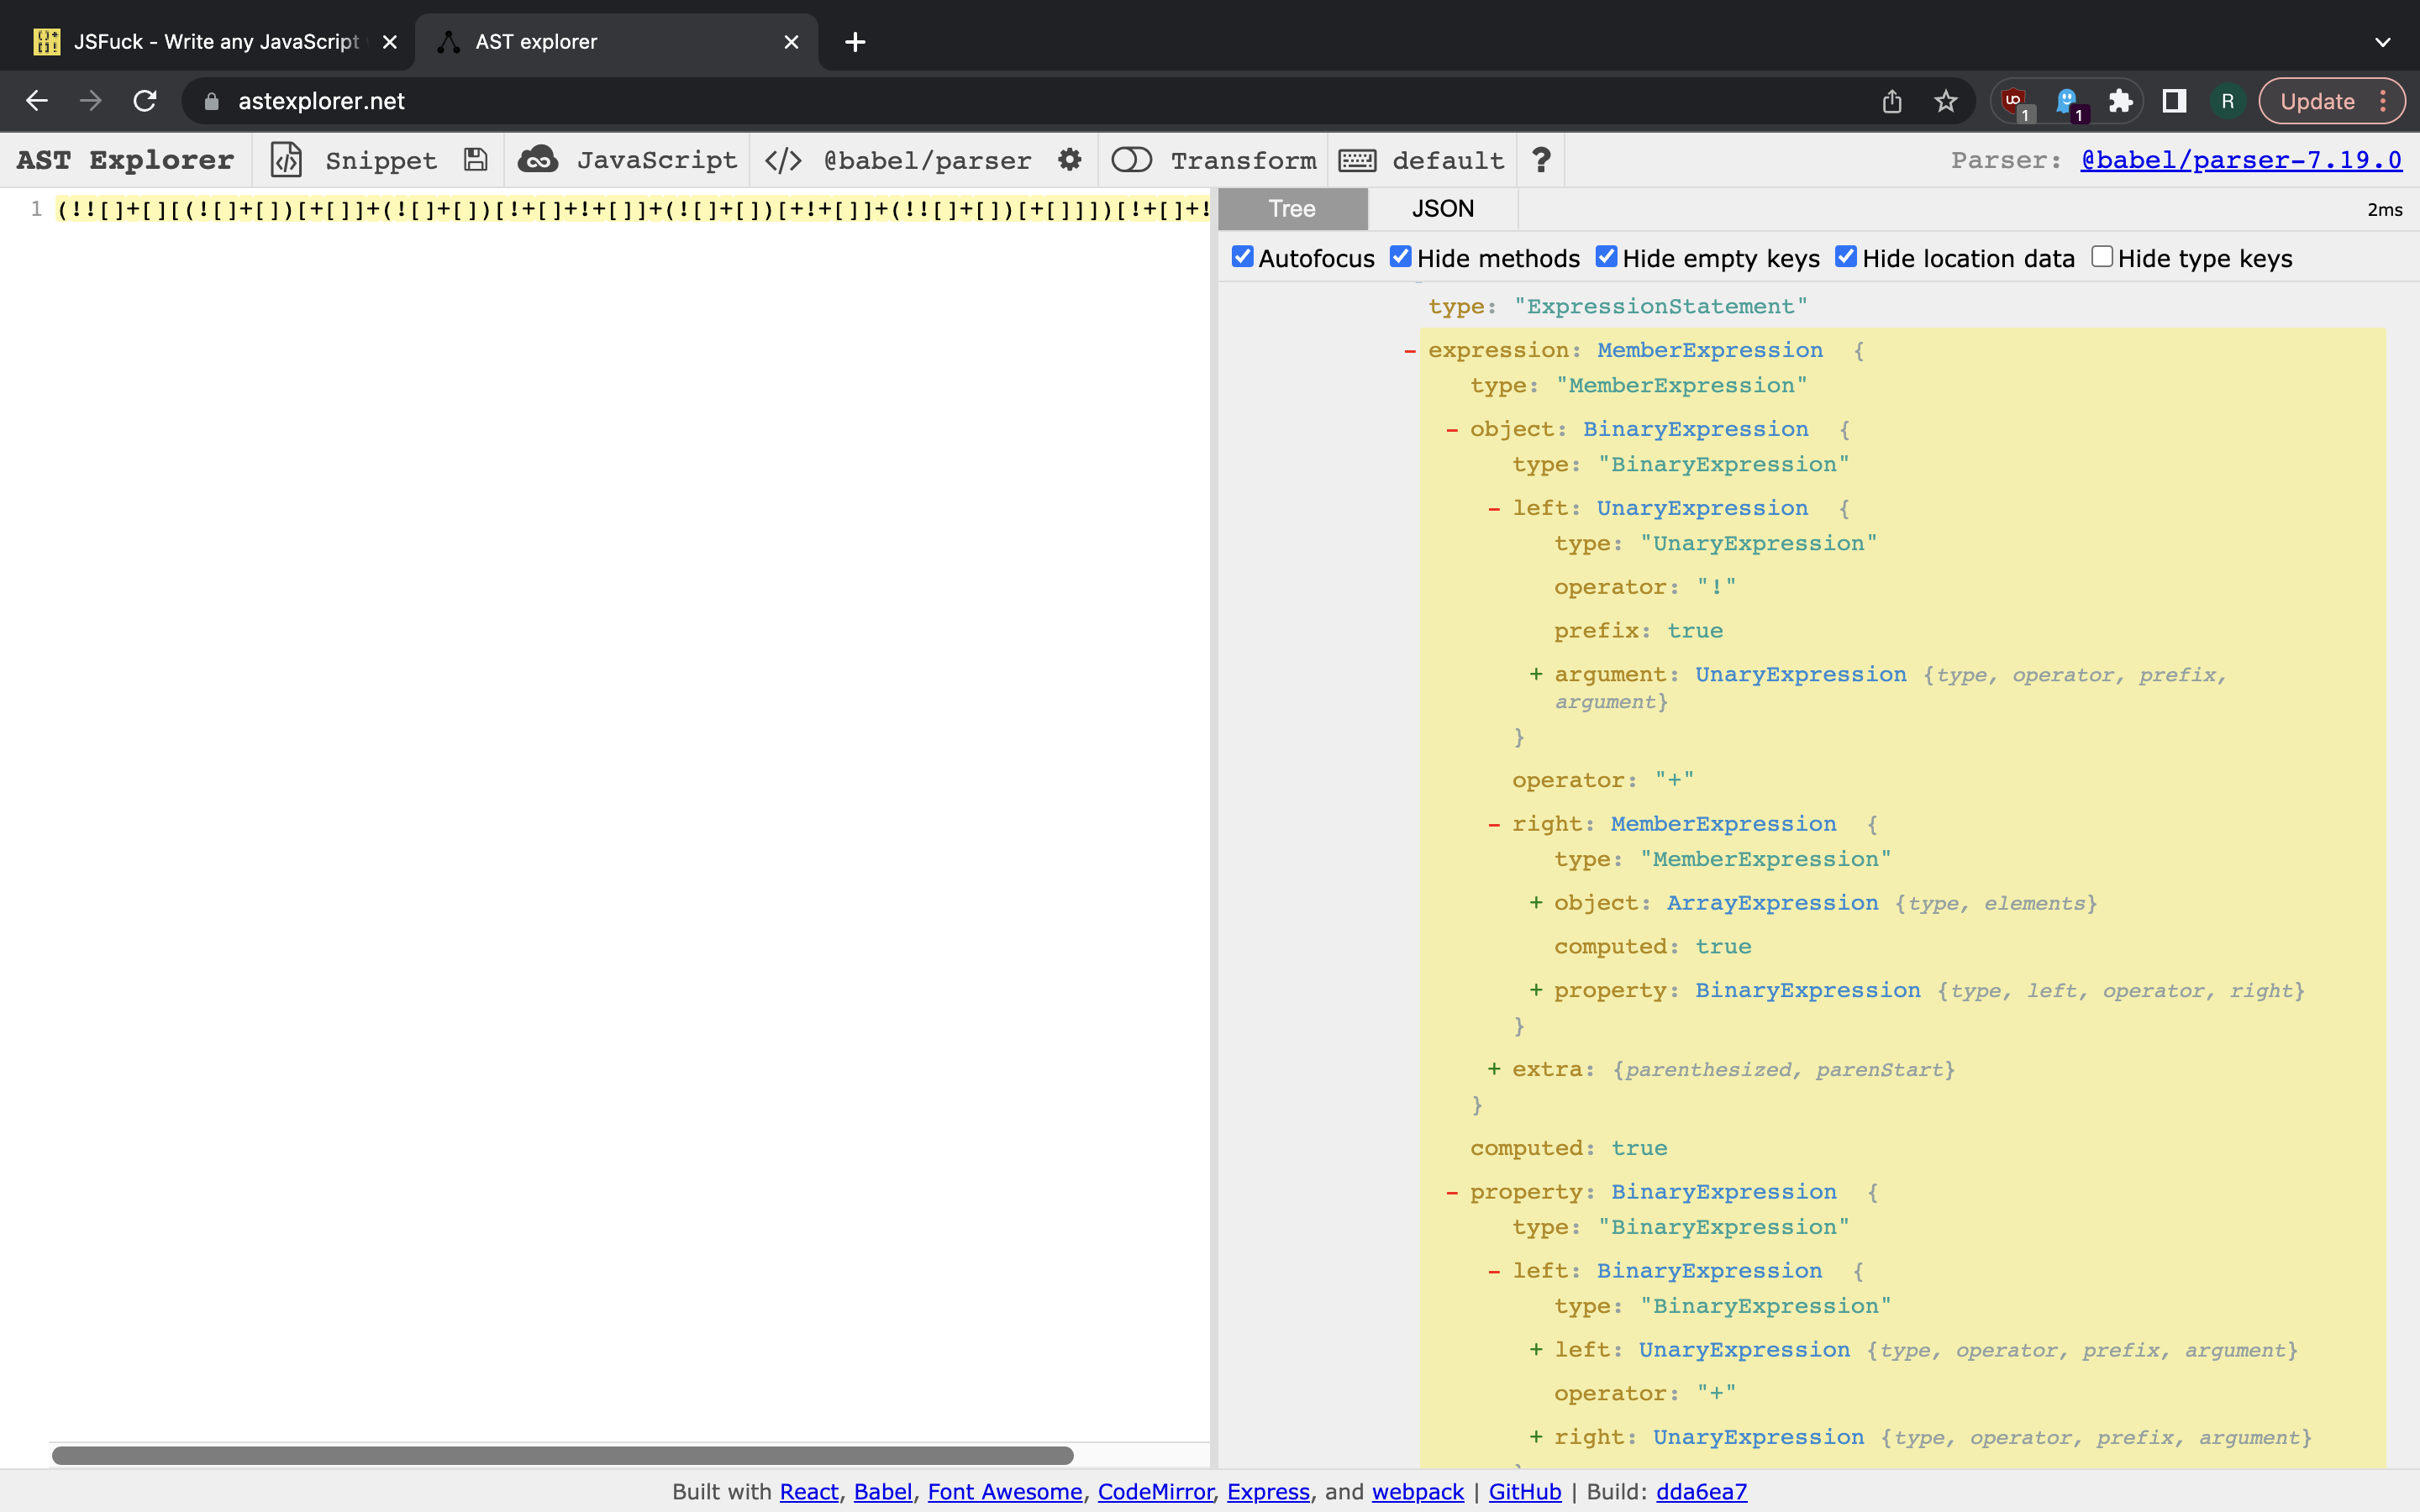 JSFuck - Write any JavaScript
AST explorer
astexplorer.net
1
1
R
Update
AST Explorer
Snippet
JavaScript
</> @babel/parser
Transform
default
?
Parser: @babel/parser-7.19.0
1 (!![]+[][(![]+[])[+[]]+(![]+[])[!+[]+!+[]]+(![]+[])[+!+[]]+(!![]+[])[+[]]])[!+[]+!
Tree
JSON
2ms
Autofocus Hide methods Hide empty keys Hide location data Hide type keys
type: "ExpressionStatement"
- expression: MemberExpression {
type: "MemberExpression"
- object: BinaryExpression {
type: "BinaryExpression"
- left: UnaryExpression {
type: "UnaryExpression"
operator: "!"
prefix: true
+ argument: UnaryExpression {type, operator, prefix,
argument}
}
operator: "+"
- right: MemberExpression {
type: "MemberExpression"
+ object: ArrayExpression {type, elements}
computed: true
+ property: BinaryExpression {type, left, operator, right}
}
+ extra: {parenthesized, parenStart}
}
computed: true
- property: BinaryExpression {
type: "BinaryExpression"
- left: BinaryExpression {
type: "BinaryExpression"
+ left: UnaryExpression {type, operator, prefix, argument}
operator: "+"
+ right: UnaryExpression {type, operator, prefix, argument}
Built with React, Babel, Font Awesome, CodeMirror, Express, and webpack | GitHub | Build: dda6ea7